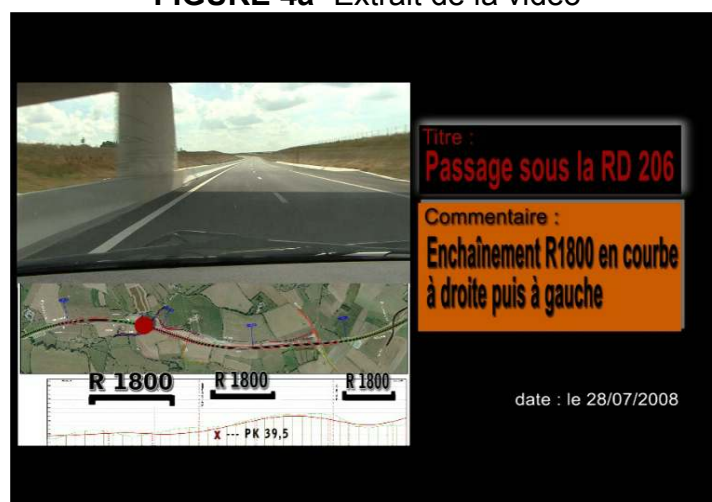 FIGURE 4a Extrait de la vidéo
Titre :
Passage sous la RD 206
Commentaire :
Enchaînement R1800 en courbe
à droite puis à gauche
R 1800 R 1800 R 1800
X --- PK 39,5
date : le 28/07/2008